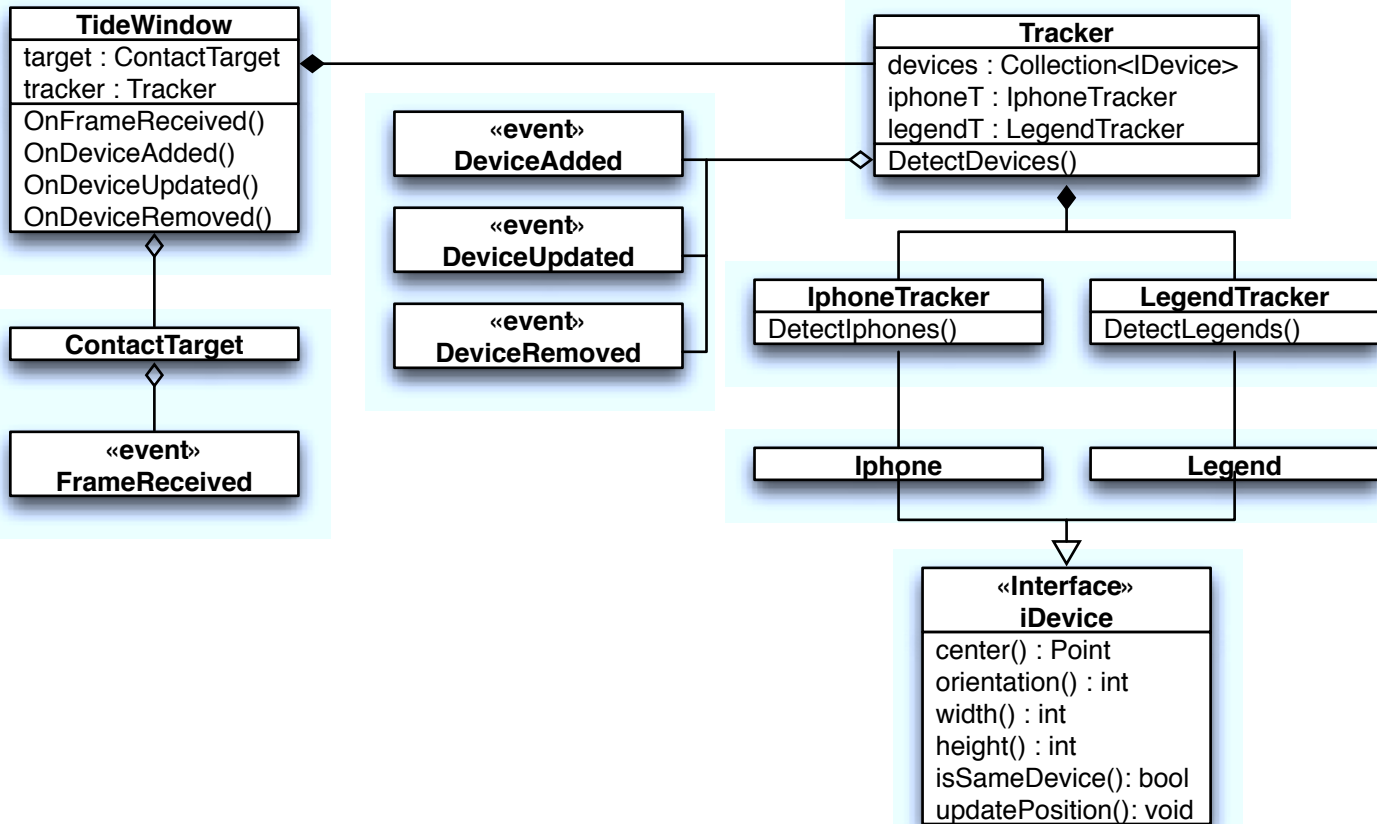 TideWindow
target : ContactTarget
tracker : Tracker
OnFrameReceived()
OnDeviceAdded()
OnDeviceUpdated()
OnDeviceRemoved()
ContactTarget
«event»
FrameReceived
«event»
DeviceAdded
«event»
DeviceUpdated
«event»
DeviceRemoved
Tracker
devices : Collection<IDevice>
iphoneT : IphoneTracker
legendT : LegendTracker
DetectDevices()
IphoneTracker
DetectIphones()
LegendTracker
DetectLegends()
Iphone
Legend
«Interface»
iDevice
center() : Point
orientation() : int
width() : int
height() : int
isSameDevice(): bool
updatePosition(): void